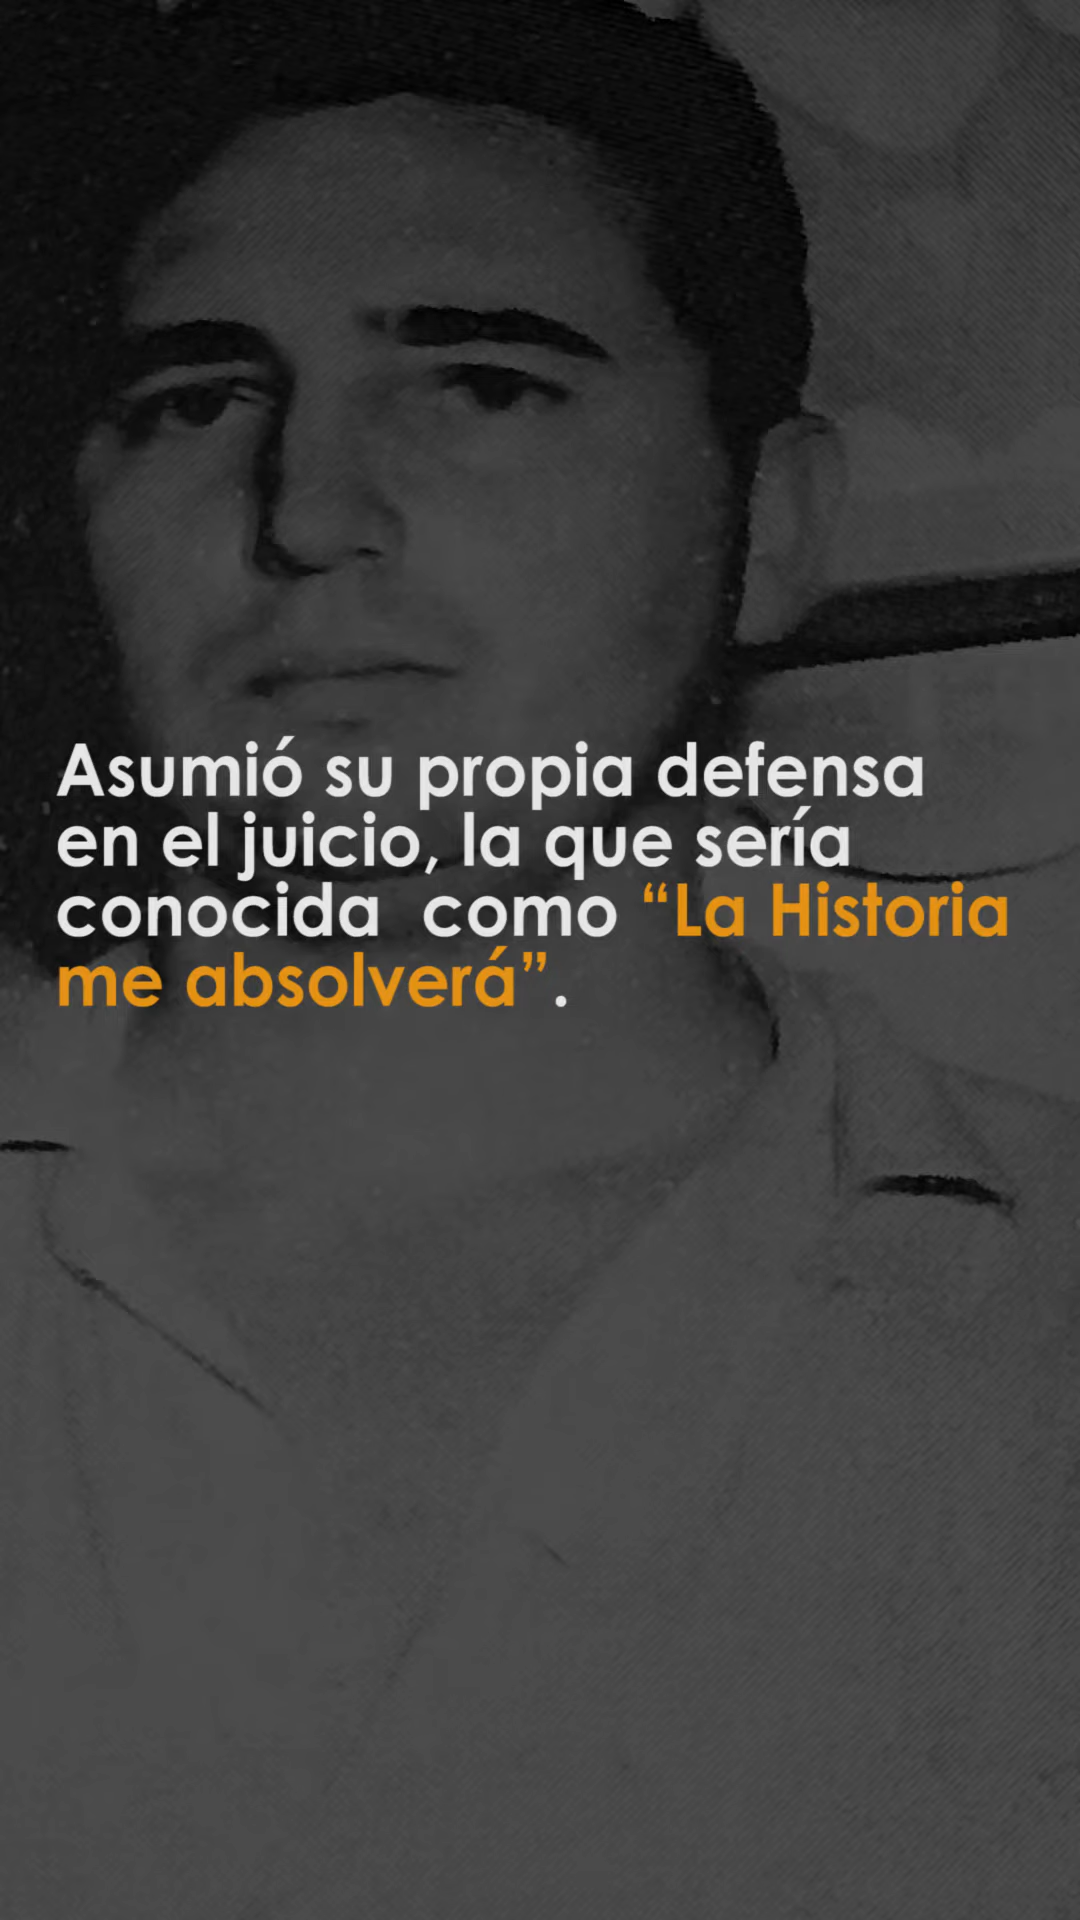 Asumió su propia defensa
en el juicio, la que sería
conocida  como “La Historia
me absolverá”.